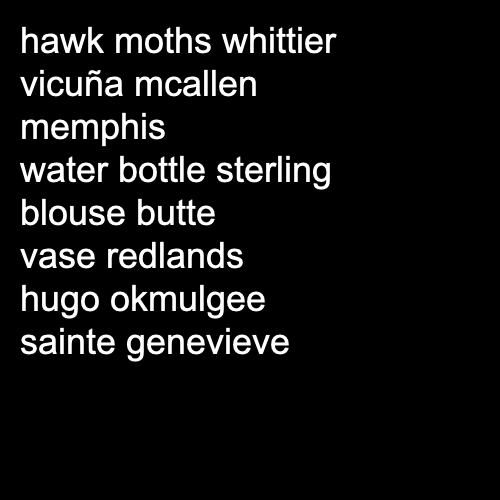 hawk moths whittier
vicuña mcallen
memphis
water bottle sterling
blouse butte
vase redlands
hugo okmulgee
sainte genevieve